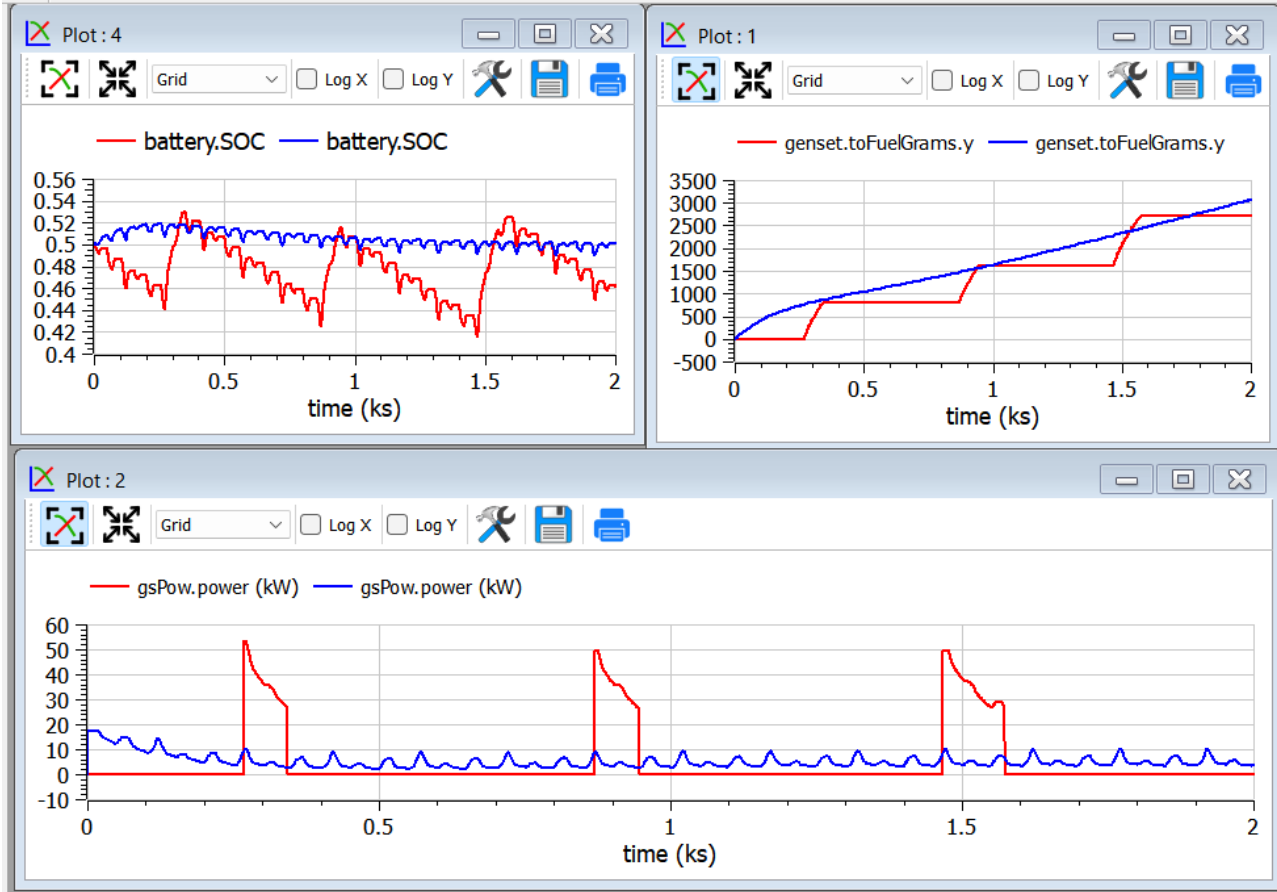 Plot : 4
Grid Log X Log Y
battery.SOC battery.SOC
0.56
0.54
0.52
0.5
0.48
0.46
0.44
0.42
0.4
0 0.5 1 1.5 2
time (ks)
Plot : 1
Grid Log X Log Y
genset.toFuelGrams.y genset.toFuelGrams.y
3500
3000
2500
2000
1500
1000
500
0
-500
0 0.5 1 1.5 2
time (ks)
Plot : 2
Grid Log X Log Y
gsPow.power (kW) gsPow.power (kW)
60
50
40
30
20
10
0
-10
0 0.5 1 1.5 2
time (ks)